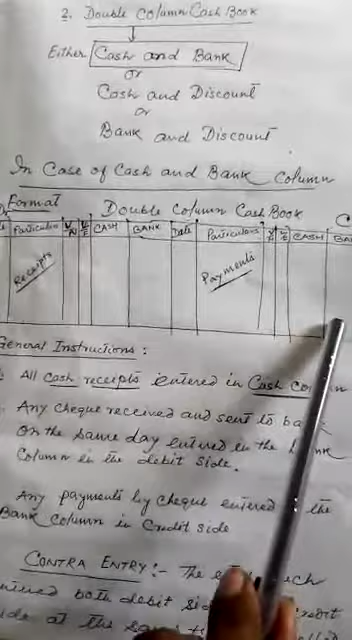 2. Double Column Cash Book
Either Cash and Bank
or
Cash and Discount
or
Bank and Discount
In Case of Cash and Bank Column
Format Double Column Cash Book
Particulars V/N L/F CASH BANK Date Particulars CASH
Receipts Payments
General Instructions :
All cash receipts entered in Cash
Any cheque received and sent to
on the same day entered in the
Column in the debit side.
Any payments by cheque entered the
Bank column in Credit side
CONTRA ENTRY :- The
both debit
at the